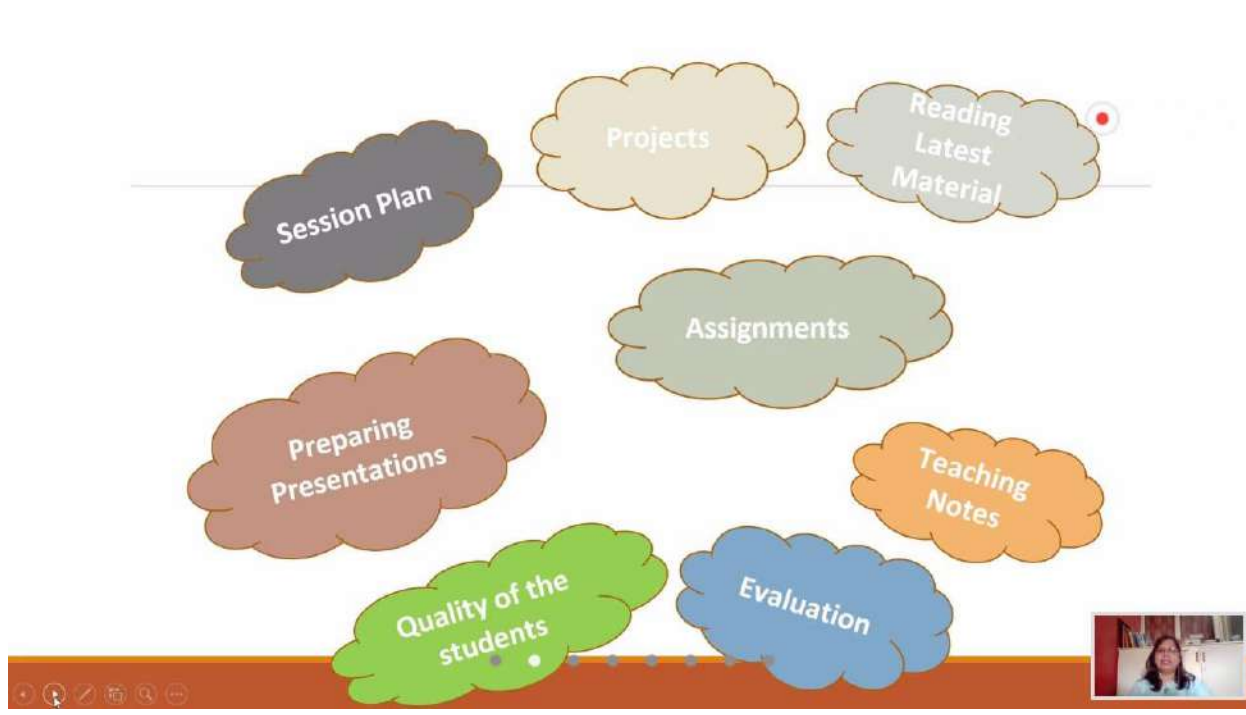 Projects
Reading
Latest
Material
Session Plan
Assignments
Preparing
Presentations
Teaching
Notes
Quality of the
students
Evaluation